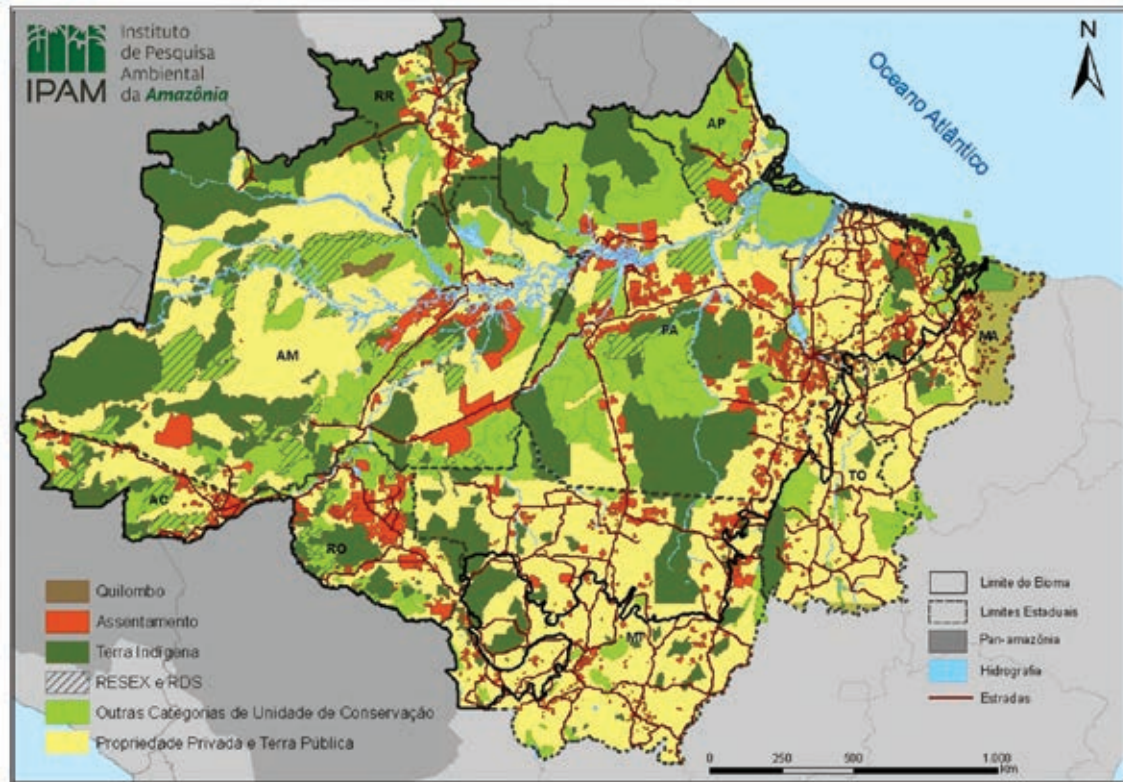 IPAM
Instituto
de Pesquisa
Ambiental
da Amazônia
N
Oceano Atlântico
RR
AP
AM
PA
MA
AC
RO
TO
MT
Quilombo
Assentamento
Terra Indígena
RESEX e RDS
Outras Categorias de Unidade de Conservação
Propriedade Privada e Terra Pública
Limite do Bioma
Limites Estaduais
Pan-amazônia
Hidrografia
Estradas
0 250 500 1.000
Km